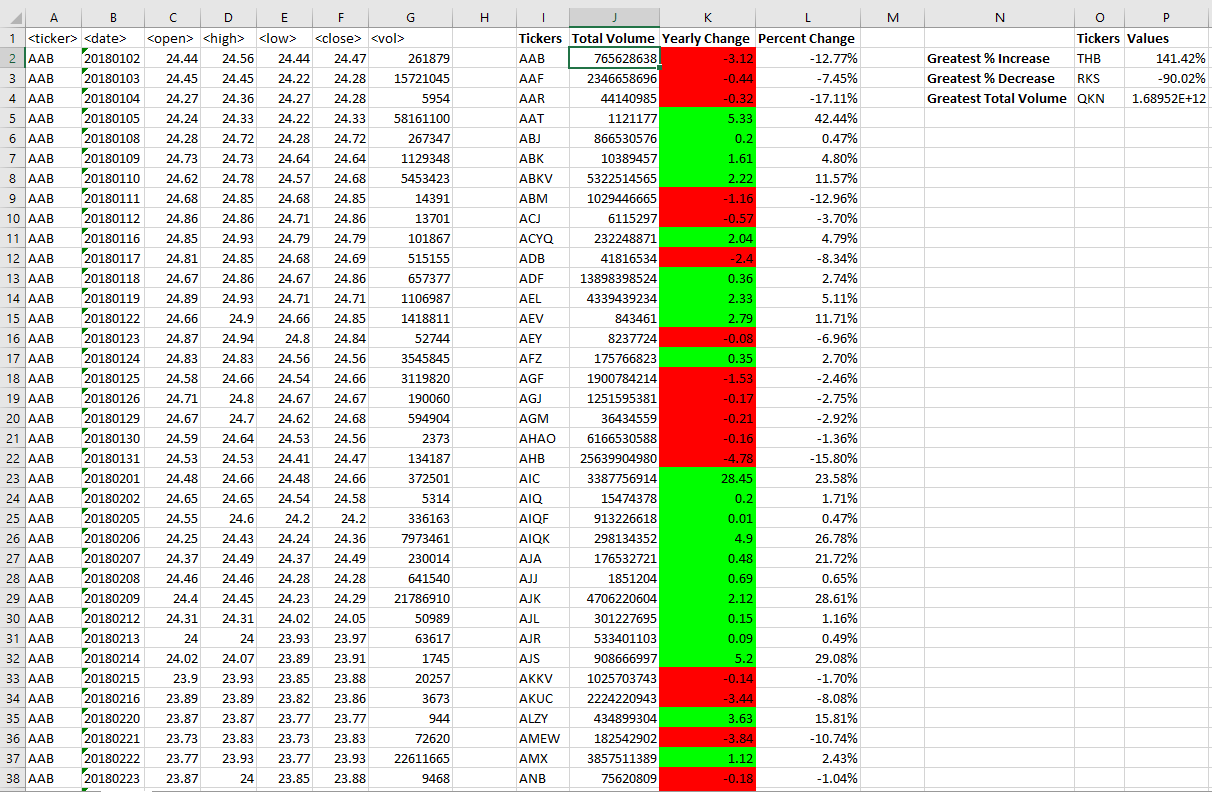 A B C D E F G H I J K L M N O P
1 <ticker> <date> <open> <high> <low> <close> <vol> Tickers Total Volume Yearly Change Percent Change Tickers Values
2 AAB 20180102 24.44 24.56 24.44 24.47 261879 AAB 765628638 -3.12 -12.77% Greatest % Increase THB 141.42%
3 AAB 20180103 24.45 24.45 24.22 24.28 15721045 AAF 2346658696 -0.44 -7.45% Greatest % Decrease RKS -90.02%
4 AAB 20180104 24.27 24.36 24.27 24.28 5954 AAR 44140985 -0.32 -17.11% Greatest Total Volume QKN 1.68952E+12
5 AAB 20180105 24.24 24.33 24.22 24.33 58161100 AAT 1121177 5.33 42.44%
6 AAB 20180108 24.28 24.72 24.28 24.72 267347 ABJ 866530576 0.2 0.47%
7 AAB 20180109 24.73 24.73 24.64 24.64 1129348 ABK 10389457 1.61 4.80%
8 AAB 20180110 24.62 24.78 24.57 24.68 5453423 ABKV 5322514565 2.22 11.57%
9 AAB 20180111 24.68 24.85 24.68 24.85 14391 ABM 1029446665 -1.16 -12.96%
10 AAB 20180112 24.86 24.86 24.71 24.86 13701 ACJ 6115297 -0.57 -3.70%
11 AAB 20180116 24.85 24.93 24.79 24.79 101867 ACYQ 232248871 2.04 4.79%
12 AAB 20180117 24.81 24.85 24.68 24.69 515155 ADB 41816534 -2.4 -8.34%
13 AAB 20180118 24.67 24.86 24.67 24.86 657377 ADF 13898398524 0.36 2.74%
14 AAB 20180119 24.89 24.93 24.71 24.71 1106987 AEL 4339439234 2.33 5.11%
15 AAB 20180122 24.66 24.9 24.66 24.85 1418811 AEV 843461 2.79 11.71%
16 AAB 20180123 24.87 24.94 24.8 24.84 52744 AEY 8237724 -0.08 -6.96%
17 AAB 20180124 24.83 24.83 24.56 24.56 3545845 AFZ 175766823 0.35 2.70%
18 AAB 20180125 24.58 24.66 24.54 24.66 3119820 AGF 1900784214 -1.53 -2.46%
19 AAB 20180126 24.71 24.8 24.67 24.67 190060 AGJ 1251595381 -0.17 -2.75%
20 AAB 20180129 24.67 24.7 24.62 24.68 594904 AGM 36434559 -0.21 -2.92%
21 AAB 20180130 24.59 24.64 24.53 24.56 2373 AHAO 6166530588 -0.16 -1.36%
22 AAB 20180131 24.53 24.53 24.41 24.47 134187 AHB 25639904980 -4.78 -15.80%
23 AAB 20180201 24.48 24.66 24.48 24.66 372501 AIC 3387756914 28.45 23.58%
24 AAB 20180202 24.65 24.65 24.54 24.58 5314 AIQ 15474378 0.2 1.71%
25 AAB 20180205 24.55 24.6 24.2 24.2 336163 AIQF 913226618 0.01 0.47%
26 AAB 20180206 24.25 24.43 24.24 24.36 7973461 AIQK 298134352 4.9 26.78%
27 AAB 20180207 24.37 24.49 24.37 24.49 230014 AJA 176532721 0.48 21.72%
28 AAB 20180208 24.46 24.46 24.28 24.28 641540 AJJ 1851204 0.69 0.65%
29 AAB 20180209 24.4 24.45 24.23 24.29 21786910 AJK 4706220604 2.12 28.61%
30 AAB 20180212 24.31 24.31 24.02 24.05 50989 AJL 301227695 0.15 1.16%
31 AAB 20180213 24 24 23.93 23.97 63617 AJR 533401103 0.09 0.49%
32 AAB 20180214 24.02 24.07 23.89 23.91 1745 AJS 908666997 5.2 29.08%
33 AAB 20180215 23.9 23.93 23.85 23.88 20257 AKKV 1025703743 -0.14 -1.70%
34 AAB 20180216 23.89 23.89 23.82 23.86 3673 AKUC 2224220943 -3.44 -8.08%
35 AAB 20180220 23.87 23.87 23.77 23.77 944 ALZY 434899304 3.63 15.81%
36 AAB 20180221 23.73 23.83 23.73 23.83 72620 AMEW 182542902 -3.84 -10.74%
37 AAB 20180222 23.77 23.93 23.77 23.93 22611665 AMX 3857511389 1.12 2.43%
38 AAB 20180223 23.87 24 23.85 23.88 9468 ANB 75620809 -0.18 -1.04%